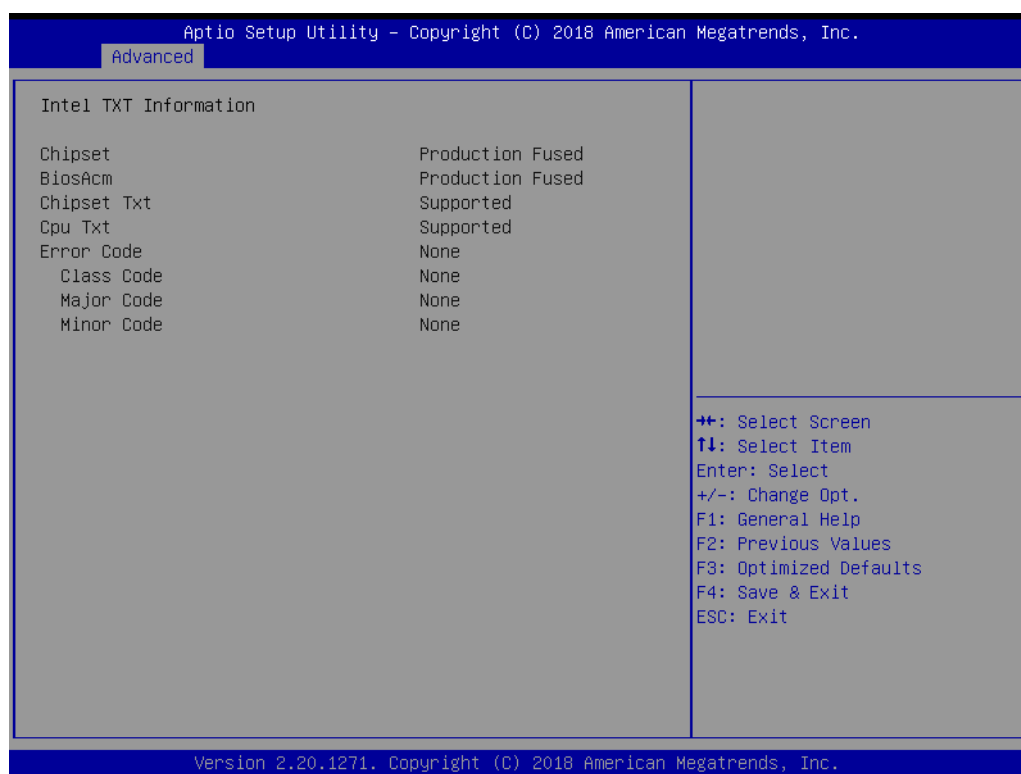 Aptio Setup Utility – Copyright (C) 2018 American Megatrends, Inc.
Advanced
Intel TXT Information
Chipset Production Fused
BiosAcm Production Fused
Chipset Txt Supported
Cpu Txt Supported
Error Code None
Class Code None
Major Code None
Minor Code None
→←: Select Screen
↑↓: Select Item
Enter: Select
+/-: Change Opt.
F1: General Help
F2: Previous Values
F3: Optimized Defaults
F4: Save & Exit
ESC: Exit
Version 2.20.1271. Copyright (C) 2018 American Megatrends, Inc.